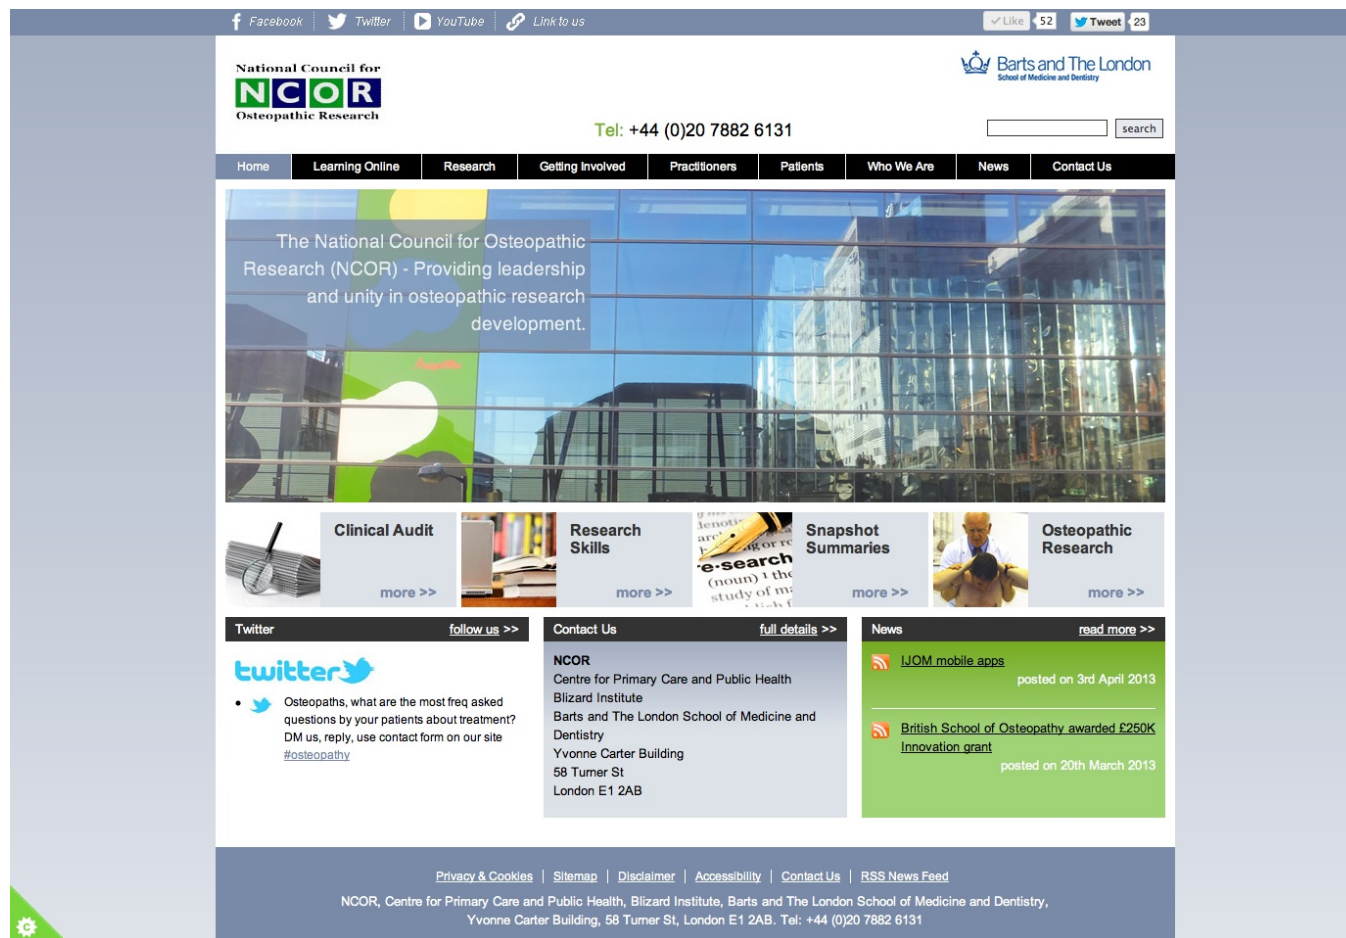 Facebook
Twitter
YouTube
Link to us
Like 52
Tweet 23
National Council for
NCOR
Osteopathic Research
Barts and The London
School of Medicine and Dentistry
Tel: +44 (0)20 7882 6131
search
Home
Learning Online
Research
Getting Involved
Practitioners
Patients
Who We Are
News
Contact Us
The National Council for Osteopathic
Research (NCOR) - Providing leadership
and unity in osteopathic research
development.
Clinical Audit
more >>
Research
Skills
more >>
re·search
(noun) 1 the
study of
Snapshot
Summaries
more >>
Osteopathic
Research
more >>
Twitter
follow us >>
twitter
Osteopaths, what are the most freq asked
questions by your patients about treatment?
DM us, reply, use contact form on our site
#osteopathy
Contact Us
full details >>
NCOR
Centre for Primary Care and Public Health
Blizard Institute
Barts and The London School of Medicine and
Dentistry
Yvonne Carter Building
58 Turner St
London E1 2AB
News
read more >>
IJOM mobile apps
posted on 3rd April 2013
British School of Osteopathy awarded £250K
Innovation grant
posted on 20th March 2013
Privacy & Cookies
Sitemap
Disclaimer
Accessibility
Contact Us
RSS News Feed
NCOR, Centre for Primary Care and Public Health, Blizard Institute, Barts and The London School of Medicine and Dentistry,
Yvonne Carter Building, 58 Turner St, London E1 2AB. Tel: +44 (0)20 7882 6131